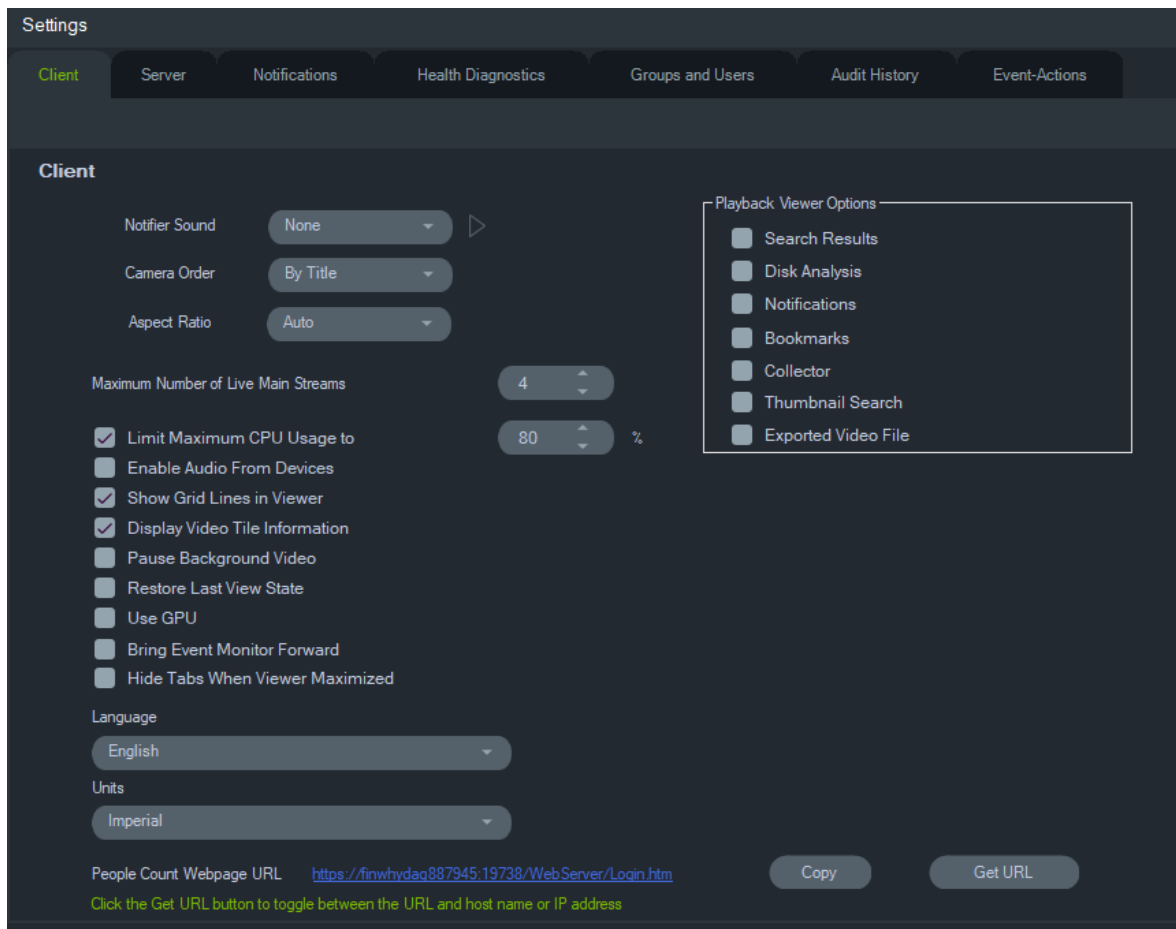 Settings
Client Server Notifications Health Diagnostics Groups and Users Audit History Event-Actions
Client
Notifier Sound None
Camera Order By Title
Aspect Ratio Auto
Maximum Number of Live Main Streams 4
Limit Maximum CPU Usage to 80 %
Enable Audio From Devices
Show Grid Lines in Viewer
Display Video Tile Information
Pause Background Video
Restore Last View State
Use GPU
Bring Event Monitor Forward
Hide Tabs When Viewer Maximized
Playback Viewer Options
Search Results
Disk Analysis
Notifications
Bookmarks
Collector
Thumbnail Search
Exported Video File
Language
English
Units
Imperial
People Count Webpage URL https://finwhydaq887945:19738/WebServer/Login.htm Copy Get URL
Click the Get URL button to toggle between the URL and host name or IP address